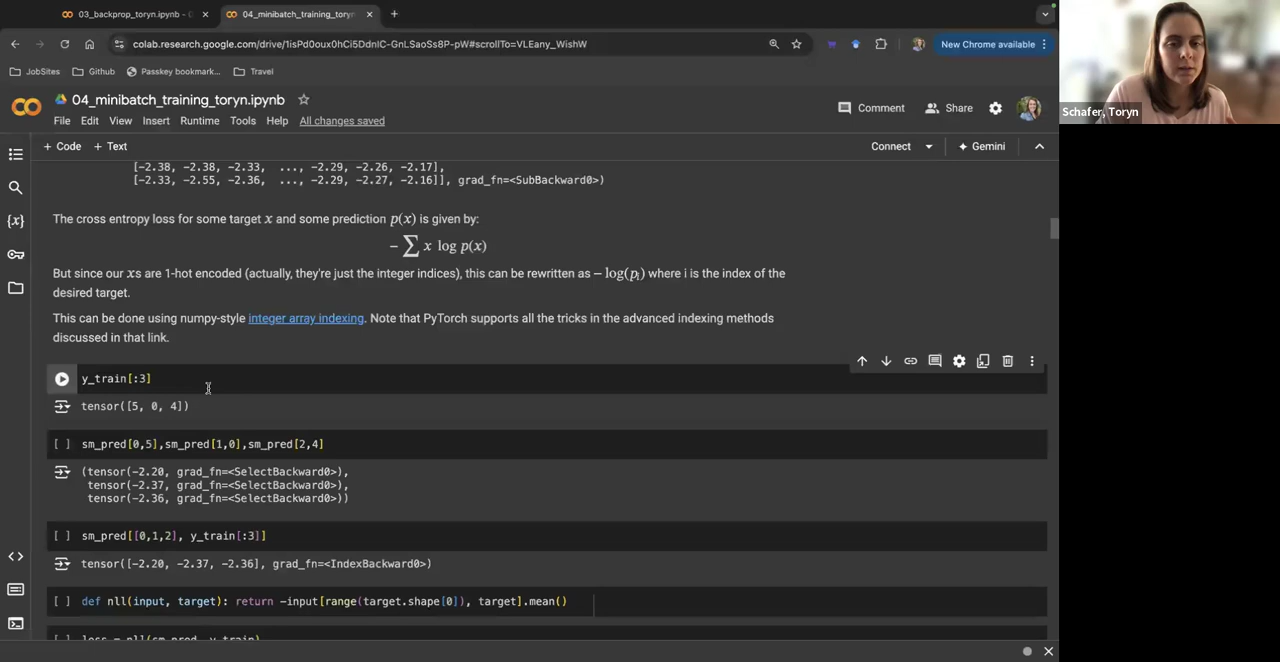 03_backprop_toryn.ipynb - C
04_minibatch_training_toryn
colab.research.google.com/drive/1isPd0oux0hCi5DdnlC-GnLSaoSs8P-pW#scrollTo=VLEany_WishW
New Chrome available
JobSites
Github
Passkey bookmark...
Travel
04_minibatch_training_toryn.ipynb
Comment
Share
File Edit View Insert Runtime Tools Help All changes saved
+ Code + Text
Connect
Gemini
[-2.38, -2.38, -2.33, ..., -2.29, -2.26, -2.17],
[-2.33, -2.55, -2.36, ..., -2.29, -2.27, -2.16]], grad_fn=<SubBackward0>)
The cross entropy loss for some target x and some prediction p(x) is given by:
− ∑ x log p(x)
But since our xs are 1-hot encoded (actually, they're just the integer indices), this can be rewritten as − log(pᵢ) where i is the index of the
desired target.
This can be done using numpy-style integer array indexing. Note that PyTorch supports all the tricks in the advanced indexing methods
discussed in that link.
y_train[:3]
tensor([5, 0, 4])
[ ] sm_pred[0,5],sm_pred[1,0],sm_pred[2,4]
(tensor(-2.20, grad_fn=<SelectBackward0>),
tensor(-2.37, grad_fn=<SelectBackward0>),
tensor(-2.36, grad_fn=<SelectBackward0>))
[ ] sm_pred[[0,1,2], y_train[:3]]
tensor([-2.20, -2.37, -2.36], grad_fn=<IndexBackward0>)
[ ] def nll(input, target): return -input[range(target.shape[0]), target].mean()
[ ] loss = nll(sm_pred, y_train)
{x}
Schafer, Toryn